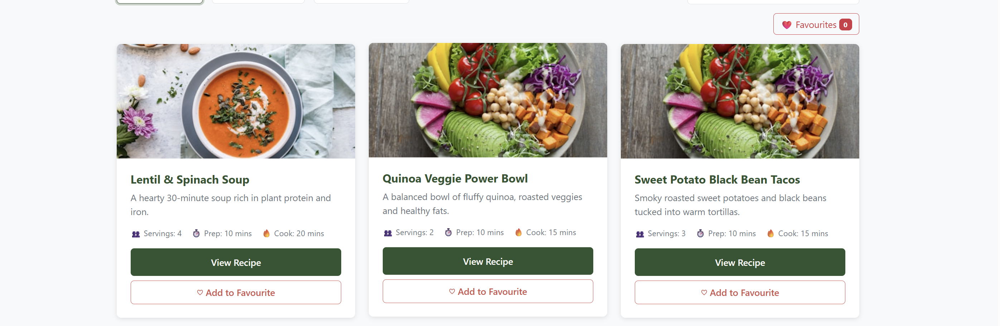 Favourites 0
Lentil & Spinach Soup
A hearty 30-minute soup rich in plant protein and
iron.
Servings: 4 Prep: 10 mins Cook: 20 mins
View Recipe
♡ Add to Favourite
Quinoa Veggie Power Bowl
A balanced bowl of fluffy quinoa, roasted veggies
and healthy fats.
Servings: 2 Prep: 10 mins Cook: 15 mins
View Recipe
♡ Add to Favourite
Sweet Potato Black Bean Tacos
Smoky roasted sweet potatoes and black beans
tucked into warm tortillas.
Servings: 3 Prep: 10 mins Cook: 15 mins
View Recipe
♡ Add to Favourite